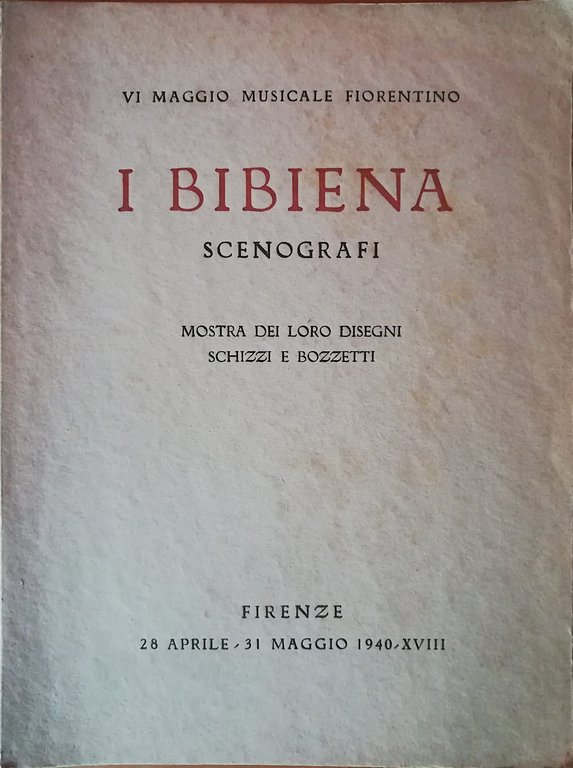 VI MAGGIO MUSICALE FIORENTINO
I BIBIENA
SCENOGRAFI
MOSTRA DEI LORO DISEGNI
SCHIZZI E BOZZETTI
FIRENZE
28 APRILE-31 MAGGIO 1940-XVIII